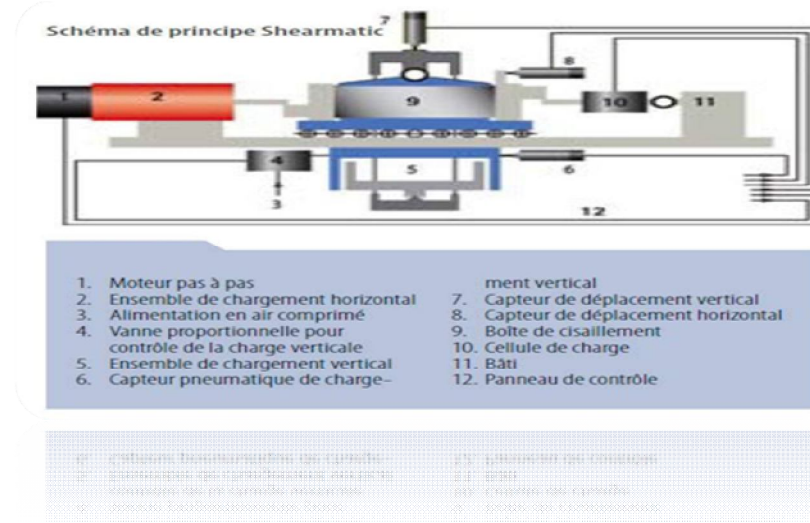 Schéma de principe Shearmatic
7
8
1
2
9
10
11
4
5
6
3
12
1. Moteur pas à pas
2. Ensemble de chargement horizontal
3. Alimentation en air comprimé
4. Vanne proportionnelle pour
contrôle de la charge verticale
5. Ensemble de chargement vertical
6. Capteur pneumatique de charge-
ment vertical
7. Capteur de déplacement vertical
8. Capteur de déplacement horizontal
9. Boîte de cisaillement
10. Cellule de charge
11. Bâti
12. Panneau de contrôle